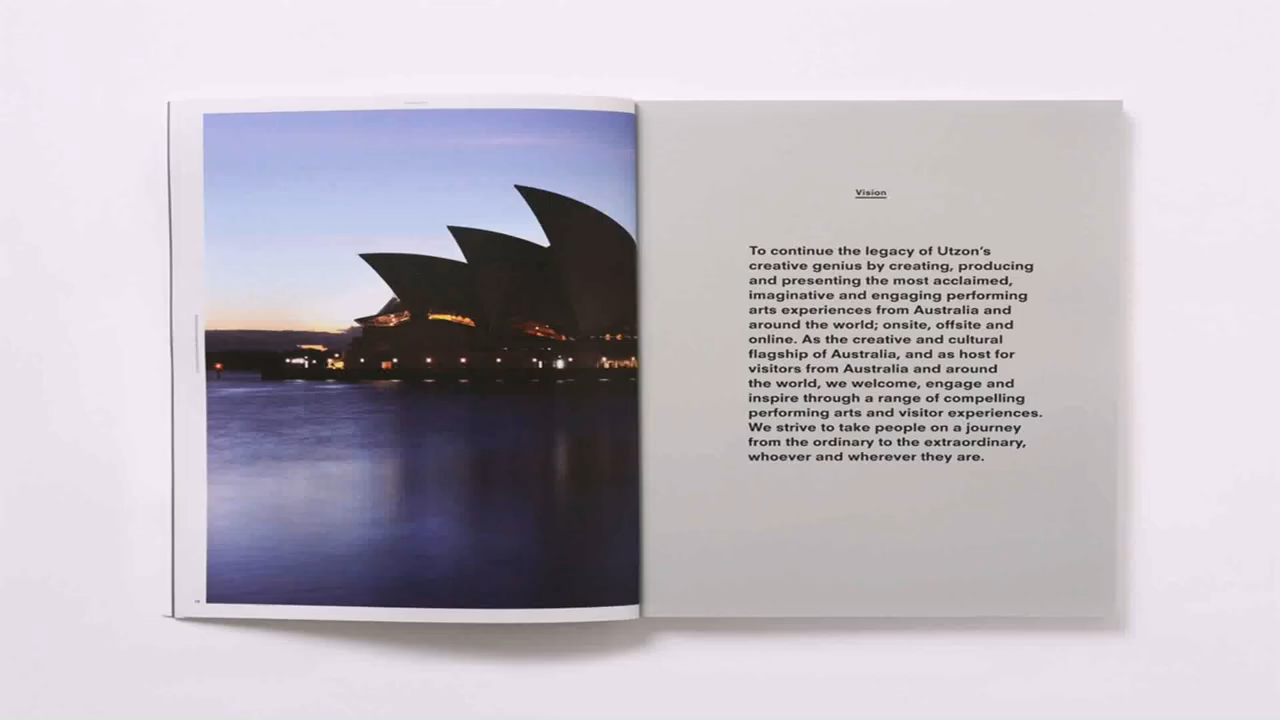 Vision
To continue the legacy of Utzon's
creative genius by creating, producing
and presenting the most acclaimed,
imaginative and engaging performing
arts experiences from Australia and
around the world; onsite, offsite and
online. As the creative and cultural
flagship of Australia, and as host for
visitors from Australia and around
the world, we welcome, engage and
inspire through a range of compelling
performing arts and visitor experiences.
We strive to take people on a journey
from the ordinary to the extraordinary,
whoever and wherever they are.